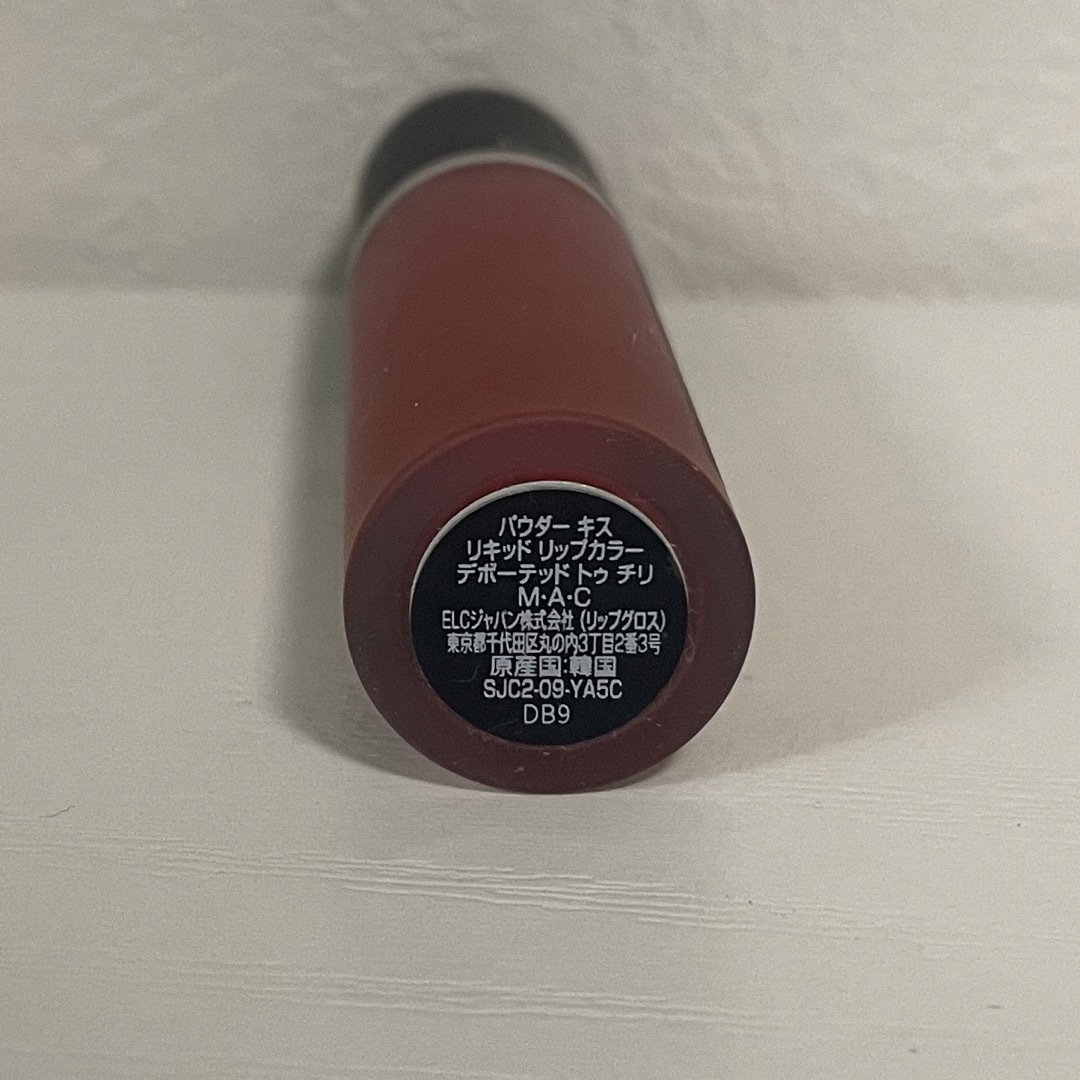 パウダー キス
リキッド リップカラー
デボーテッド トゥ チリ
M·A·C
ELCジャパン株式会社 (リップグロス)
東京都千代田区丸の内3丁目2番3号
原産国:韓国
SJC2-09-YA5C
DB9